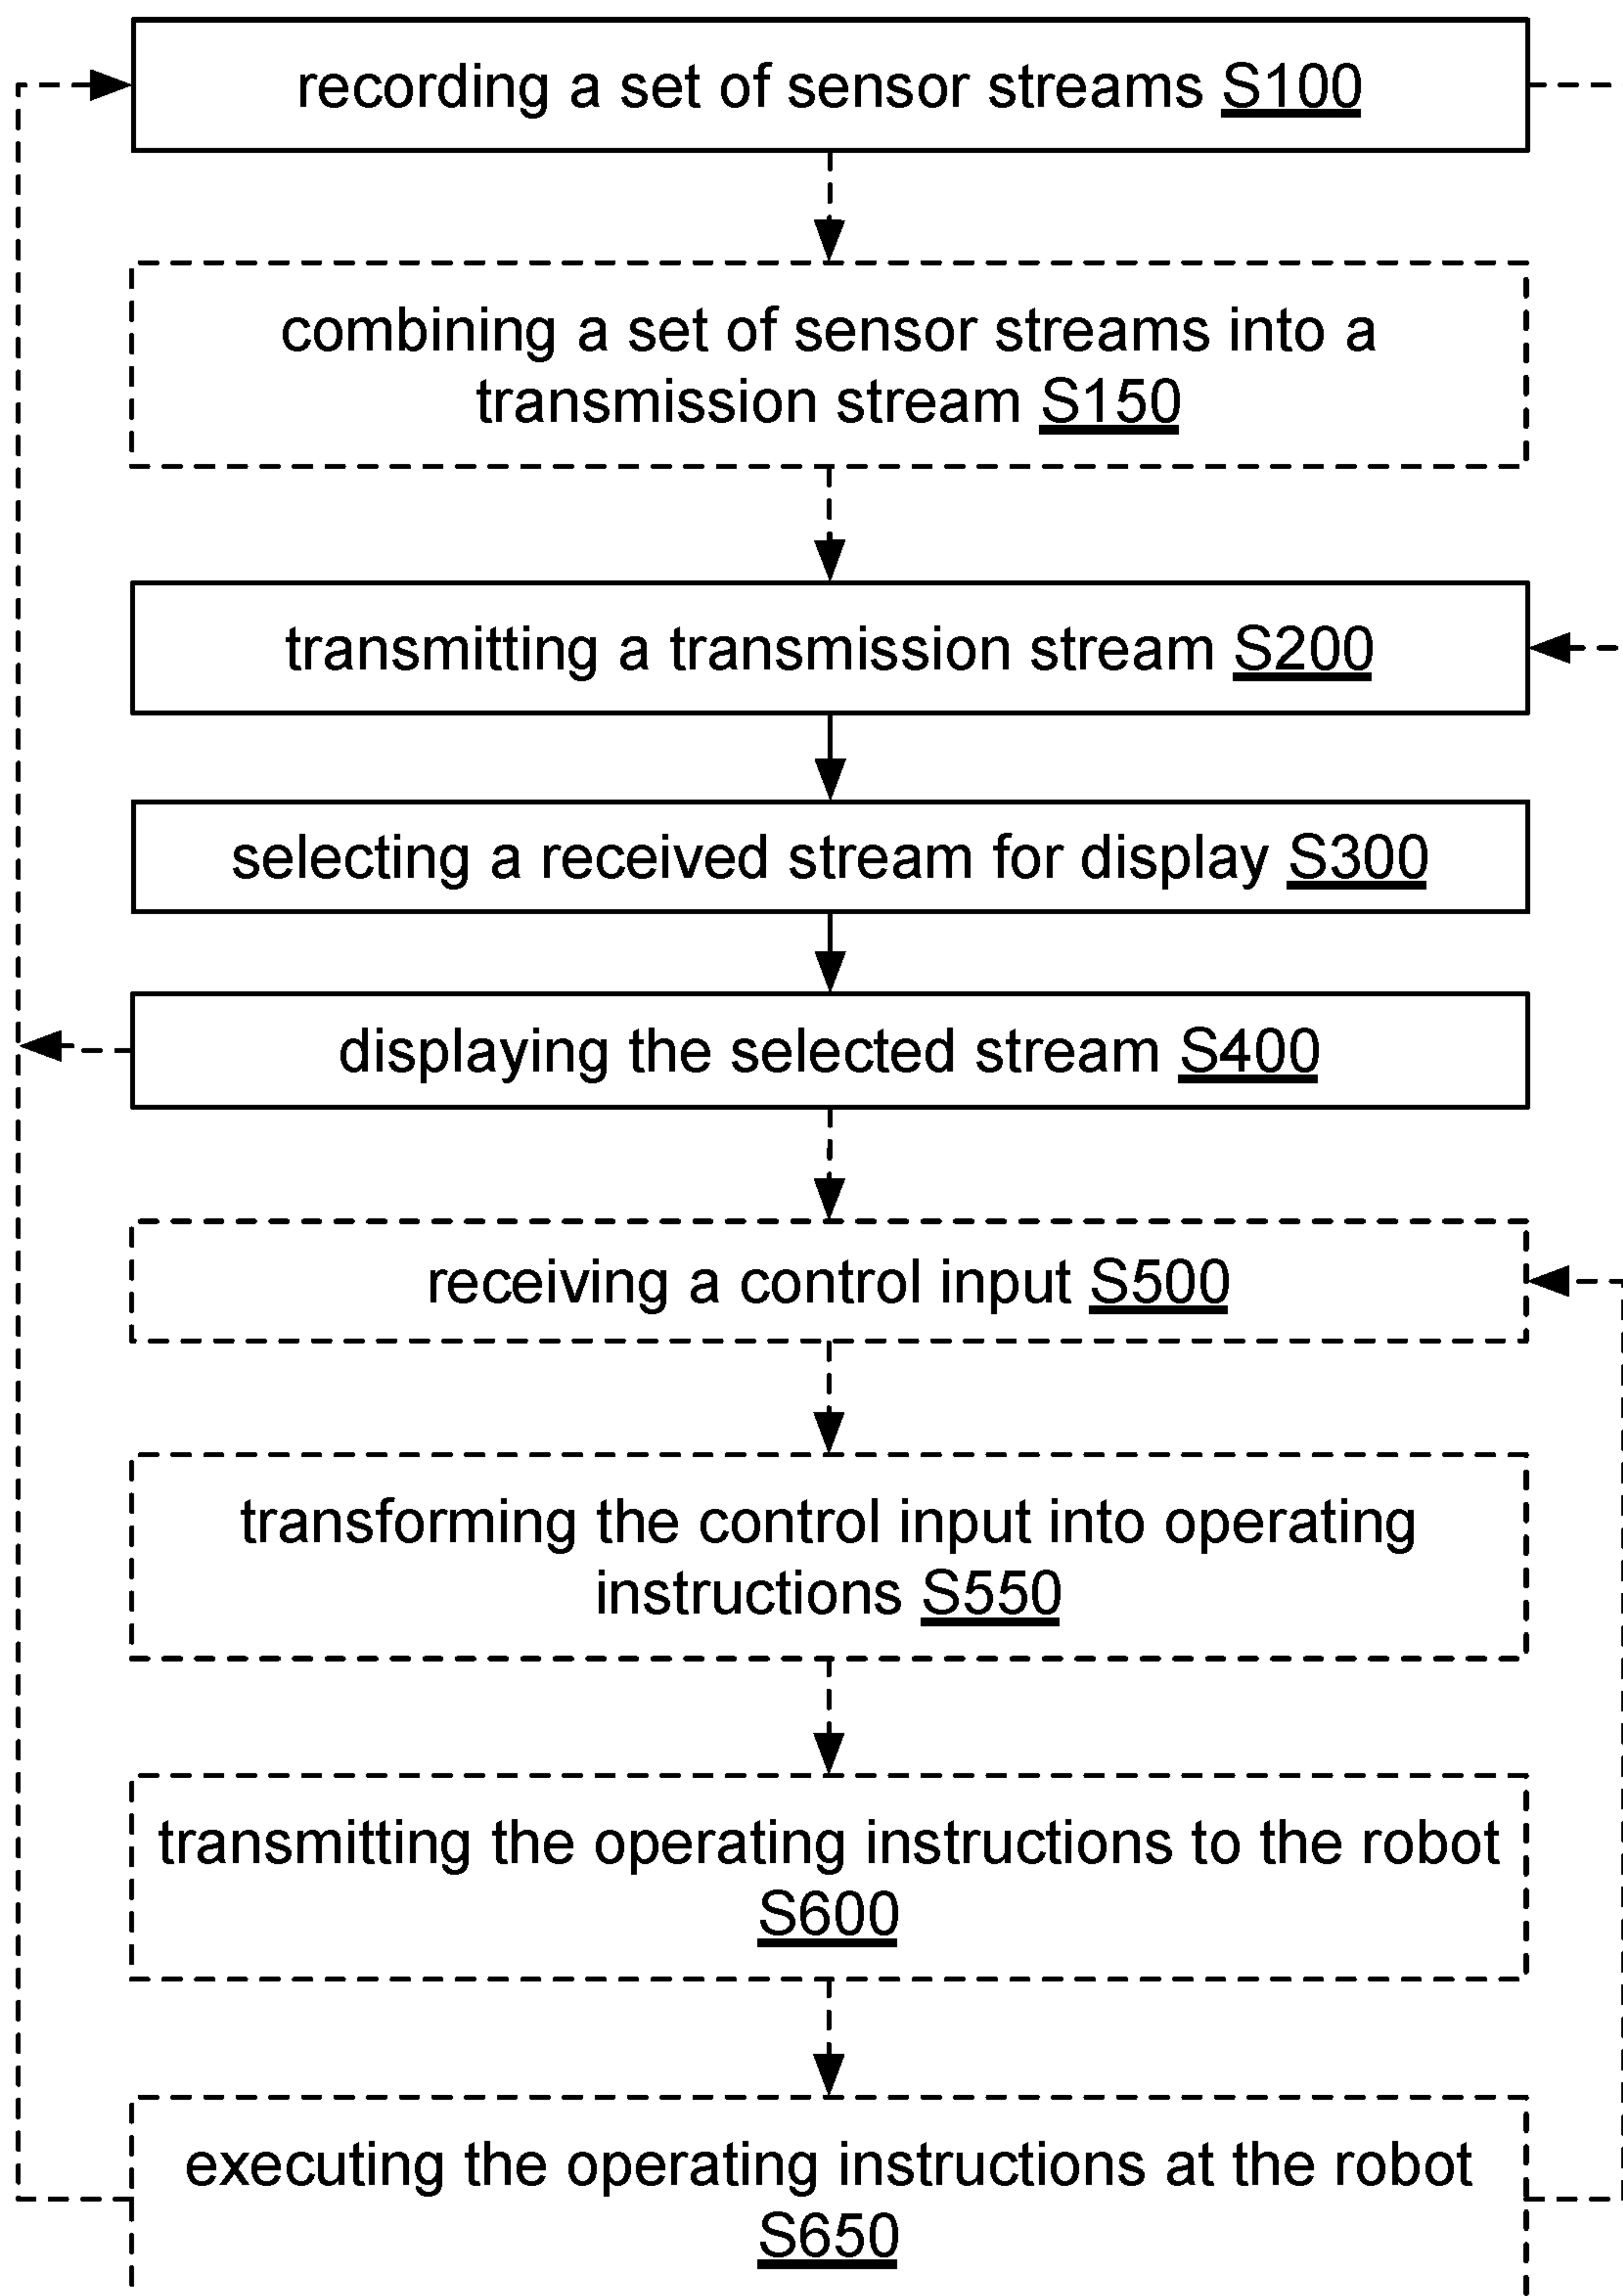 recording a set of sensor streams S100
combining a set of sensor streams into a
transmission stream S150
transmitting a transmission stream S200
selecting a received stream for display S300
displaying the selected stream S400
receiving a control input S500
transforming the control input into operating
instructions S550
transmitting the operating instructions to the robot
S600
executing the operating instructions at the robot
S650